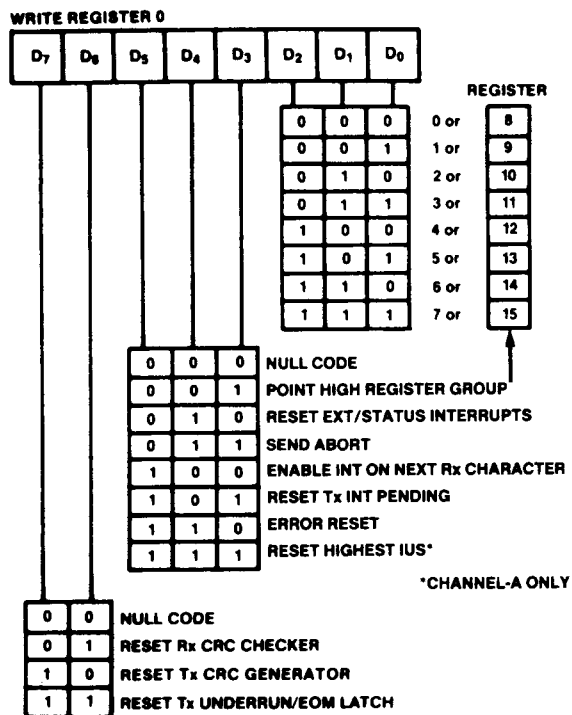 WRITE REGISTER 0
D7 D6 D5 D4 D3 D2 D1 D0
REGISTER
0 0 0 0 or 8
0 0 1 1 or 9
0 1 0 2 or 10
0 1 1 3 or 11
1 0 0 4 or 12
1 0 1 5 or 13
1 1 0 6 or 14
1 1 1 7 or 15
0 0 0 NULL CODE
0 0 1 POINT HIGH REGISTER GROUP
0 1 0 RESET EXT/STATUS INTERRUPTS
0 1 1 SEND ABORT
1 0 0 ENABLE INT ON NEXT Rx CHARACTER
1 0 1 RESET Tx INT PENDING
1 1 0 ERROR RESET
1 1 1 RESET HIGHEST IUS*
*CHANNEL-A ONLY
0 0 NULL CODE
0 1 RESET Rx CRC CHECKER
1 0 RESET Tx CRC GENERATOR
1 1 RESET Tx UNDERRUN/EOM LATCH